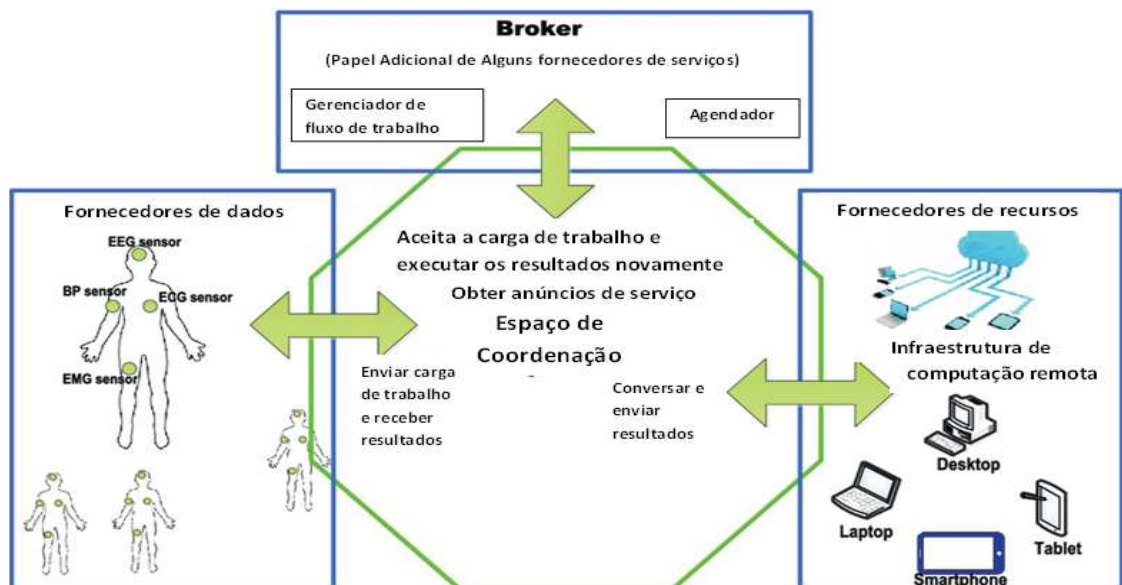 Broker
(Papel Adicional de Alguns fornecedores de serviços)
Gerenciador de
fluxo de trabalho
Agendador
Fornecedores de dados
EEG sensor
BP sensor
ECG sensor
EMG sensor
Aceita a carga de trabalho e
executar os resultados novamente
Obter anúncios de serviço
Espaço de
Coordenação
Enviar carga
de trabalho
e receber
resultados
Conversar e
enviar
resultados
Fornecedores de recursos
Infraestrutura de
computação remota
Desktop
Laptop
Tablet
Smartphone